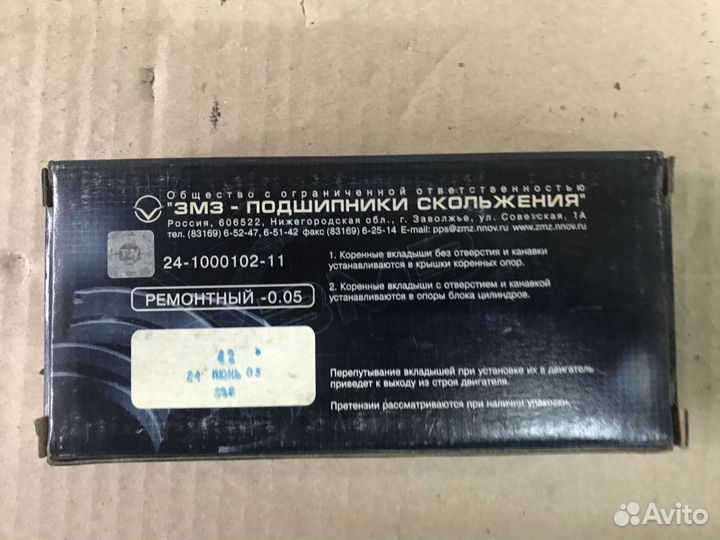 Общество с ограниченной ответственностью
"ЗМЗ - ПОДШИПНИКИ СКОЛЬЖЕНИЯ"
Россия, 606522, Нижегородская обл., г. Заволжье, ул. Советская, 1А
тел. (83169) 6-52-47, 6-51-42 факс (83169) 6-25-14 E-mail: pps@zmz.nnov.ru www.zmz.nnov.ru
24-1000102-11
РЕМОНТНЫЙ -0.05
1. Коренные вкладыши без отверстия и канавки
устанавливаются в крышки коренных опор.
2. Коренные вкладыши с отверстием и канавкой
устанавливаются в опоры блока цилиндров.
42
24 ИЮНЬ 05
Перепутывание вкладышей при установке их в двигатель
приведет к выходу из строя двигателя.
Претензии рассматриваются при наличии упаковки.
Avito